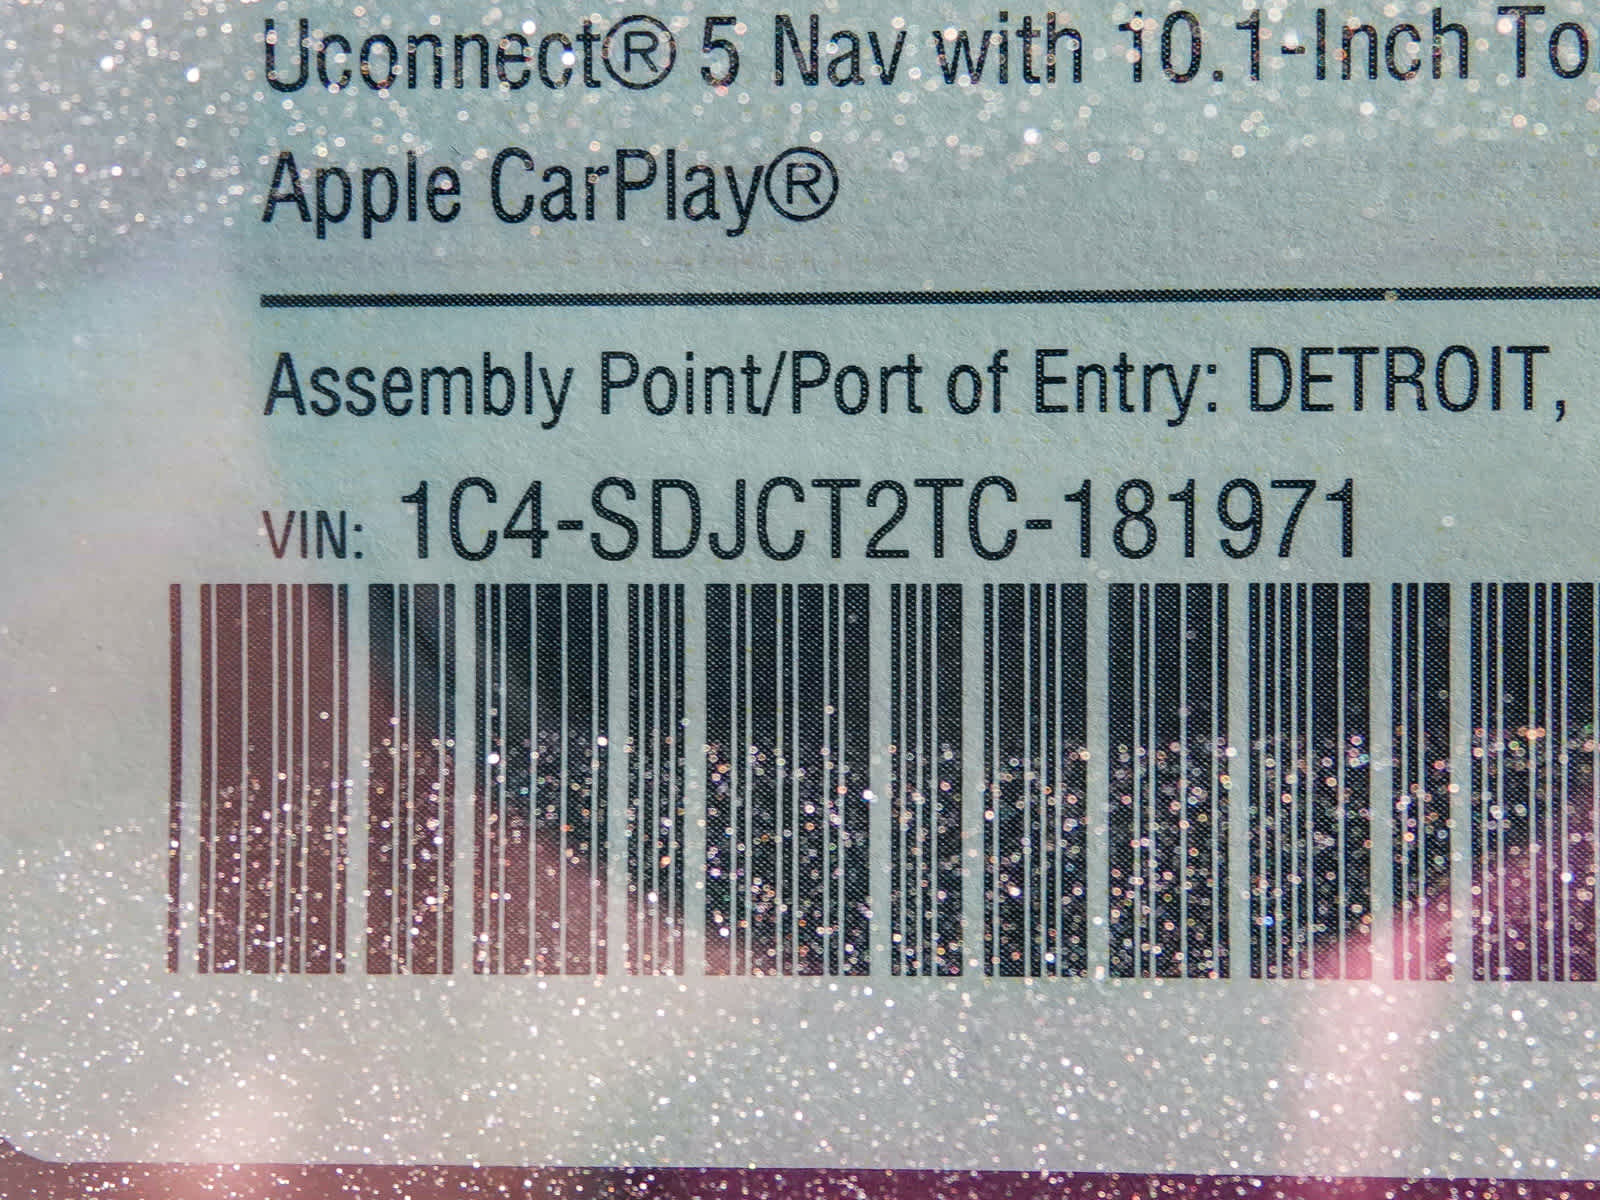 Uconnect® 5 Nav with 10.1-Inch To
Apple CarPlay®
Assembly Point/Port of Entry: DETROIT,
VIN: 1C4-SDJCT2TC-181971